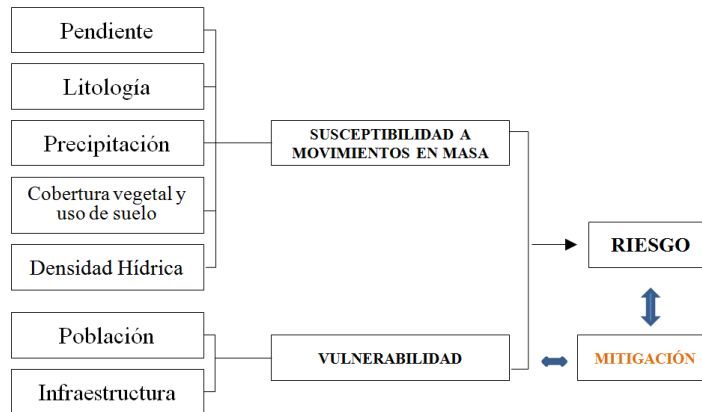 Pendiente
Litología
Precipitación
Cobertura vegetal y
uso de suelo
Densidad Hídrica
Población
Infraestructura
SUSCEPTIBILIDAD A
MOVIMIENTOS EN MASA
VULNERABILIDAD
RIESGO
MITIGACIÓN